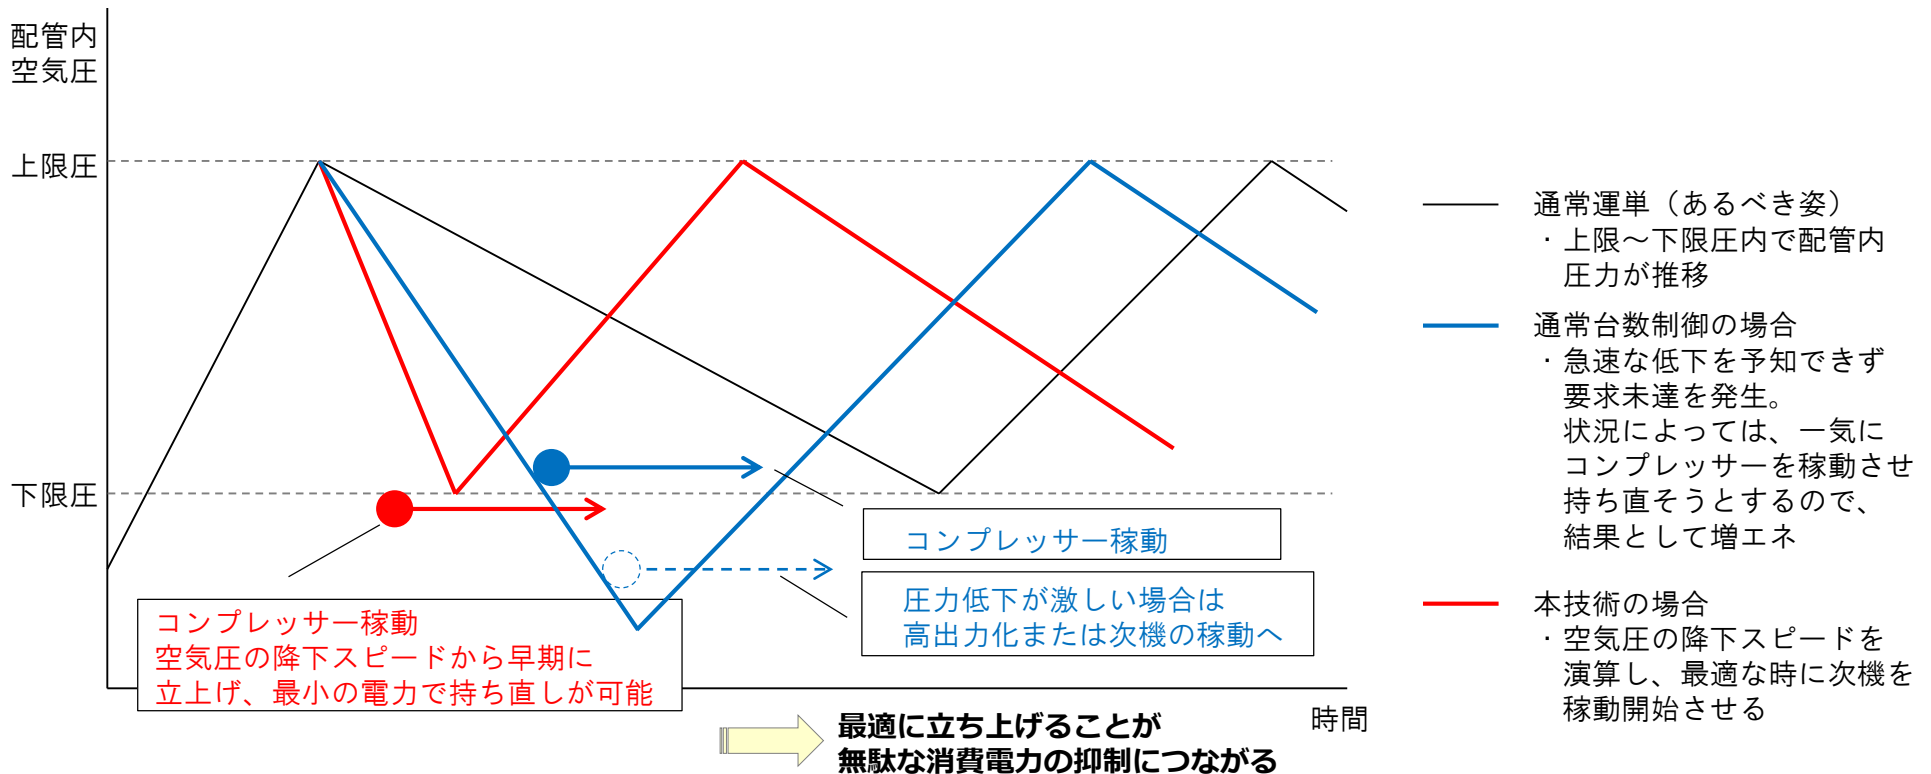 配管内
空気圧
上限圧
下限圧
コンプレッサー稼動
空気圧の降下スピードから早期に
立上げ、最小の電力で持ち直しが可能
コンプレッサー稼動
圧力低下が激しい場合は
高出力化または次機の稼動へ
時間
最適に立ち上げることが
無駄な消費電力の抑制につながる
通常運単（あるべき姿）
・上限～下限圧内で配管内
圧力が推移
通常台数制御の場合
・急速な低下を予知できず
要求未達を発生。
状況によっては、一気に
コンプレッサーを稼動させ
持ち直そうとするので、
結果として増エネ
本技術の場合
・空気圧の降下スピードを
演算し、最適な時に次機を
稼動開始させる